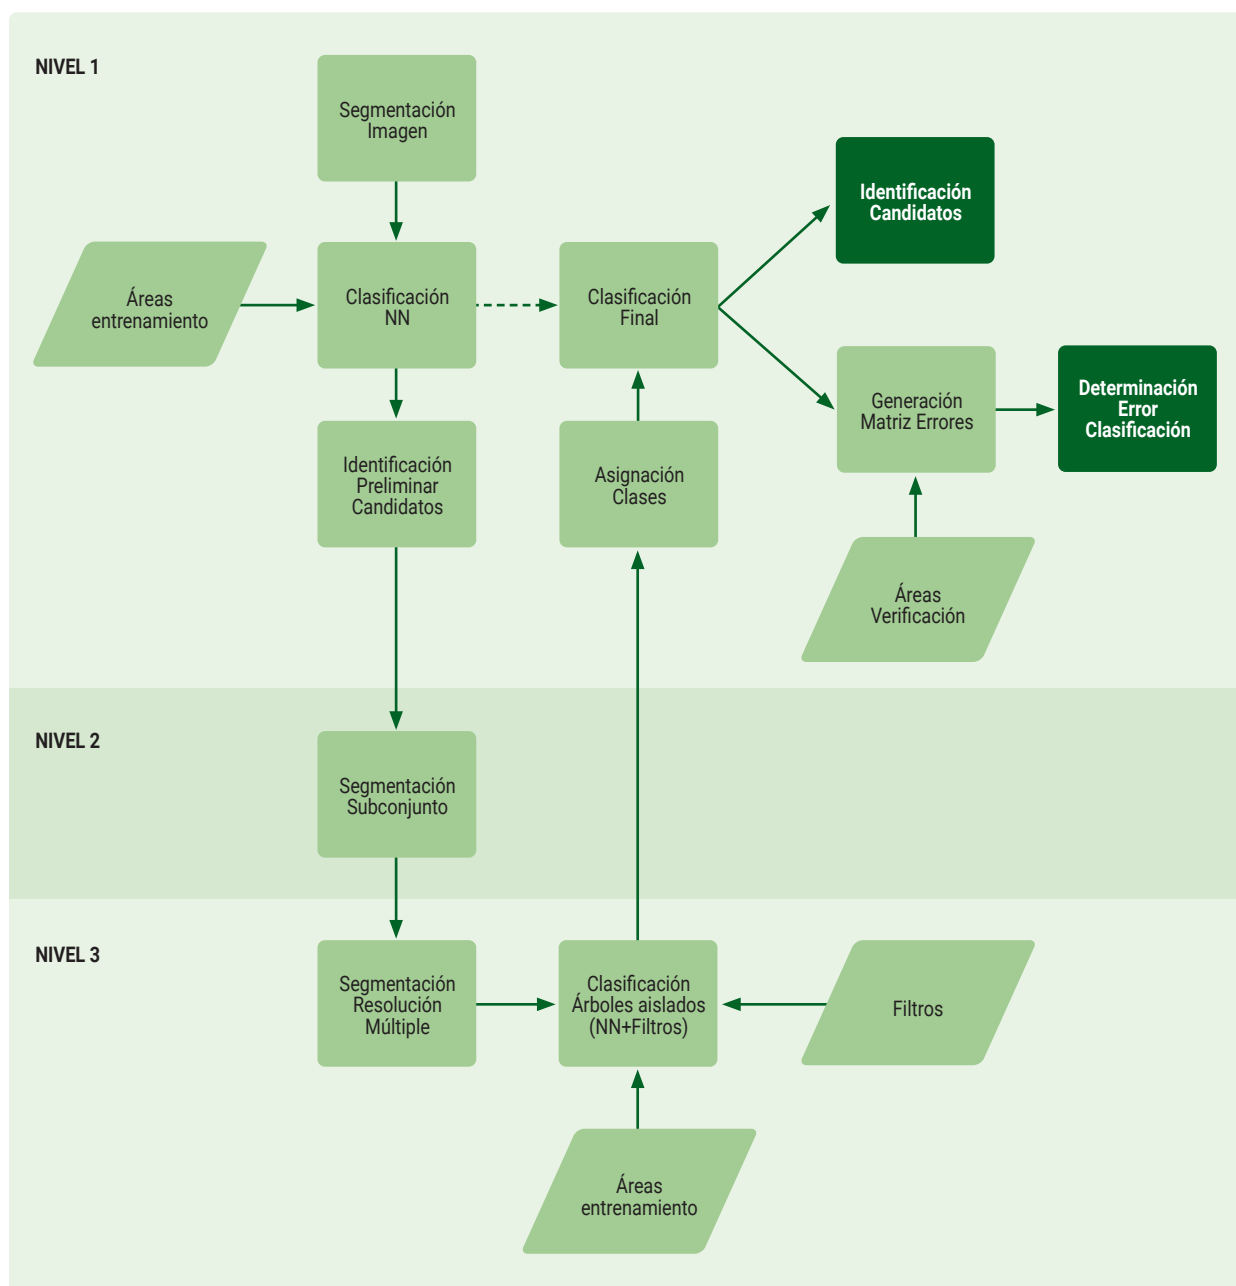 NIVEL 1
Segmentación
Imagen
Identificación
Candidatos
Áreas
entrenamiento
Clasificación
NN
Clasificación
Final
Generación
Matriz Errores
Determinación
Error
Clasificación
Identificación
Preliminar
Candidatos
Asignación
Clases
Áreas
Verificación
NIVEL 2
Segmentación
Subconjunto
NIVEL 3
Segmentación
Resolución
Múltiple
Clasificación
Árboles aislados
(NN+Filtros)
Filtros
Áreas
entrenamiento